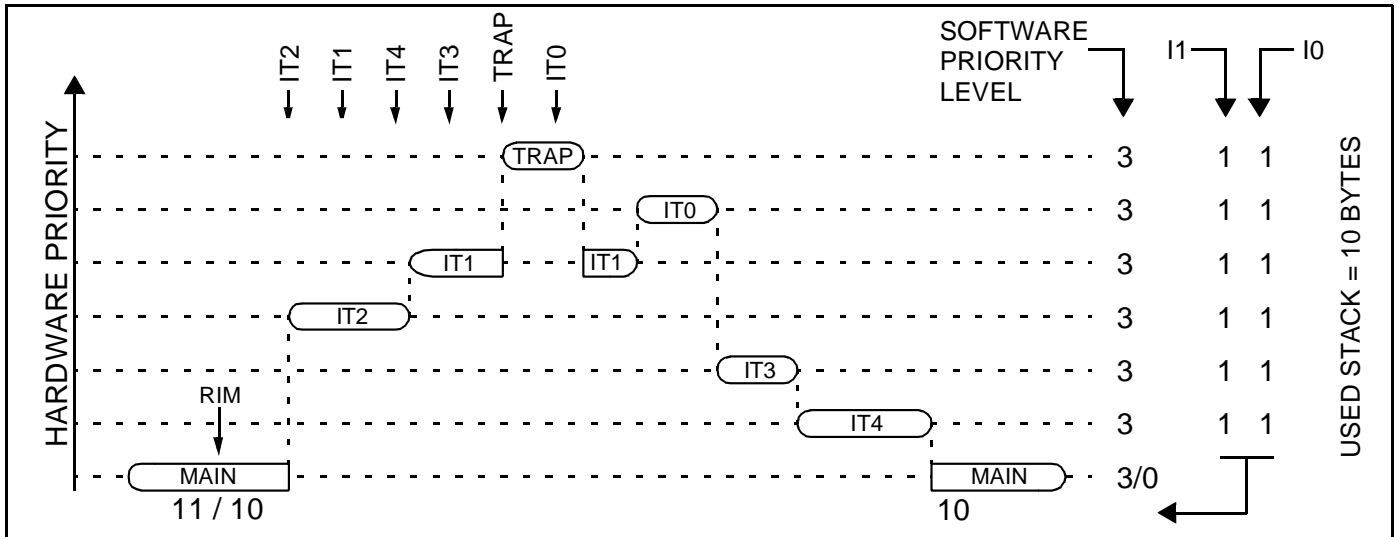 IT2
IT1
IT4
IT3
TRAP
IT0
SOFTWARE
PRIORITY
LEVEL
I1
I0
HARDWARE PRIORITY
TRAP
3
1 1
IT0
3
1 1
IT1
IT1
3
1 1
IT2
3
1 1
IT3
3
1 1
RIM
IT4
3
1 1
MAIN
MAIN
3/0
11 / 10
10
USED STACK = 10 BYTES